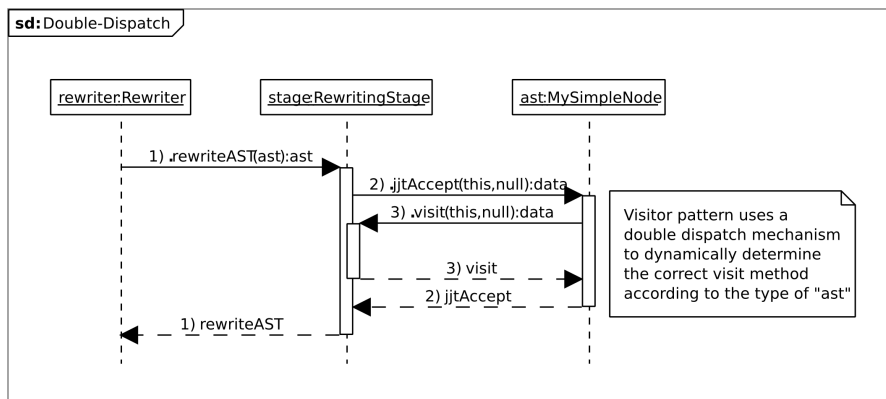 sd: Double-Dispatch
rewriter:Rewriter
stage:RewritingStage
ast:MySimpleNode
1) .rewriteAST(ast):ast
2) .jjtAccept(this,null):data
3) .visit(this,null):data
3) visit
2) jjtAccept
1) rewriteAST
Visitor pattern uses a
double dispatch mechanism
to dynamically determine
the correct visit method
according to the type of "ast"